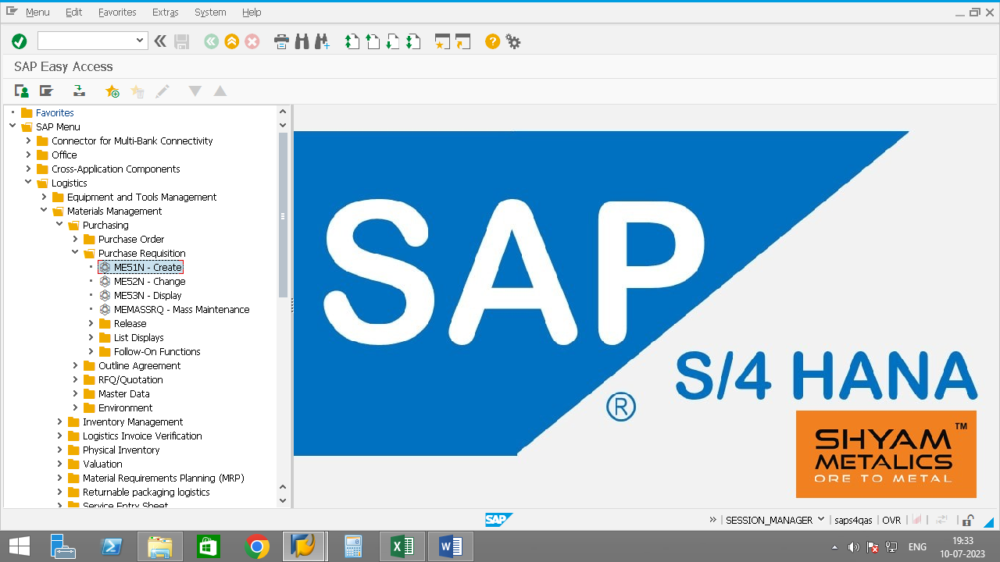 Menu Edit Favorites Extras System Help
SAP Easy Access
Favorites
SAP Menu
Connector for Multi-Bank Connectivity
Office
Cross-Application Components
Logistics
Equipment and Tools Management
Materials Management
Purchasing
Purchase Order
Purchase Requisition
ME51N - Create
ME52N - Change
ME53N - Display
MEMASSRQ - Mass Maintenance
Release
List Displays
Follow-On Functions
Outline Agreement
RFQ/Quotation
Master Data
Environment
Inventory Management
Logistics Invoice Verification
Physical Inventory
Valuation
Material Requirements Planning (MRP)
Returnable packaging logistics
Service Entry Sheet
SAP
®
S/4 HANA
SHYAM™
METALICS
ORE TO METAL
SAP
SESSION_MANAGER saps4qas OVR
ENG
19:33
10-07-2023